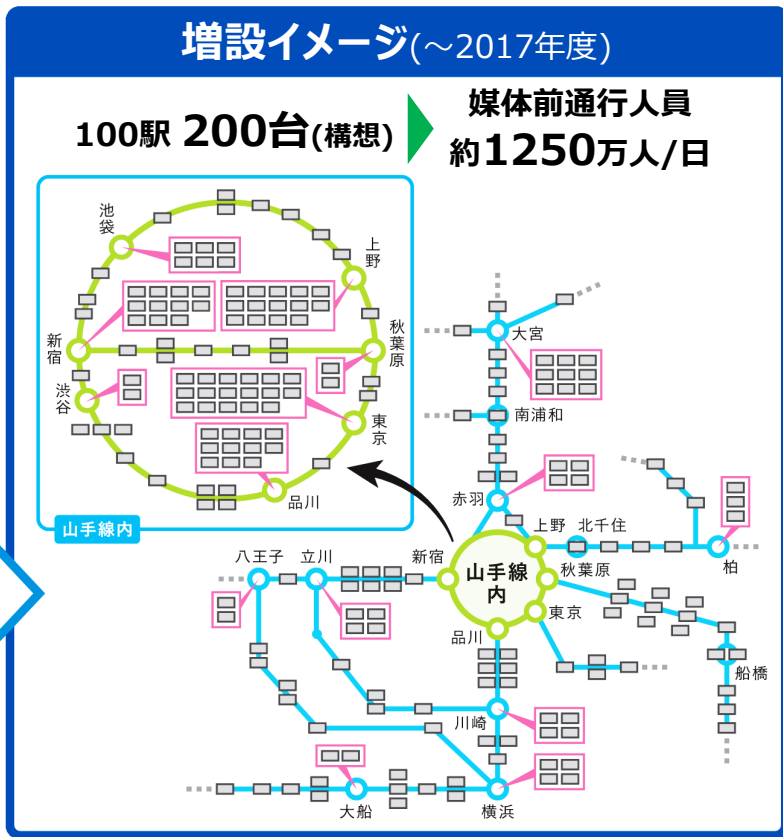 増設イメージ(～2017年度)
100駅 200台(構想)
媒体前通行人員
約1250万人/日
池袋
上野
新宿
秋葉原
渋谷
東京
品川
山手線内
大宮
南浦和
赤羽
上野
北千住
柏
八王子
立川
新宿
山手線
内
秋葉原
東京
品川
船橋
川崎
大船
横浜